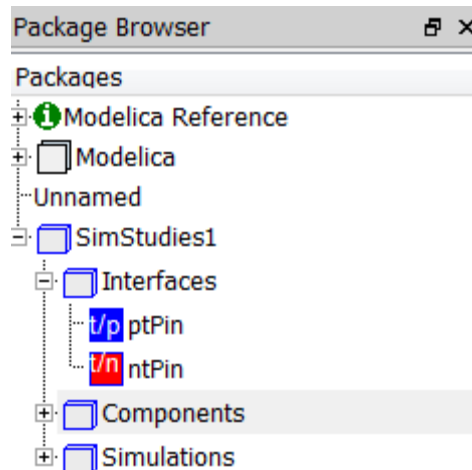 Package Browser
Packages
Modelica Reference
Modelica
Unnamed
SimStudies1
Interfaces
t/p ptPin
t/n ntPin
Components
Simulations